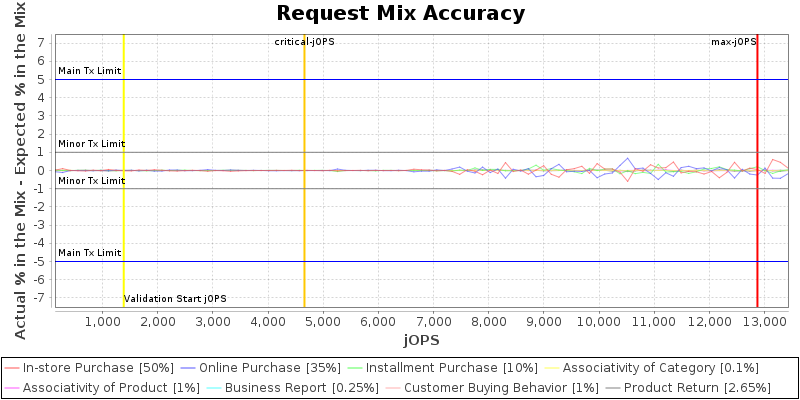 Request Mix Accuracy
Actual % in the Mix - Expected % in the Mix
critical-jOPS
max-jOPS
7
Main Tx Limit
6
5
4
3
2
Minor Tx Limit
1
0
Minor Tx Limit
-1
-2
-3
-4
Main Tx Limit
-5
-6
-7
Validation Start jOPS
1,000 2,000 3,000 4,000 5,000 6,000 7,000 8,000 9,000 10,000 11,000 12,000 13,000
jOPS
In-store Purchase [50%] Online Purchase [35%] Installment Purchase [10%] Associativity of Category [0.1%]
Associativity of Product [1%] Business Report [0.25%] Customer Buying Behavior [1%] Product Return [2.65%]